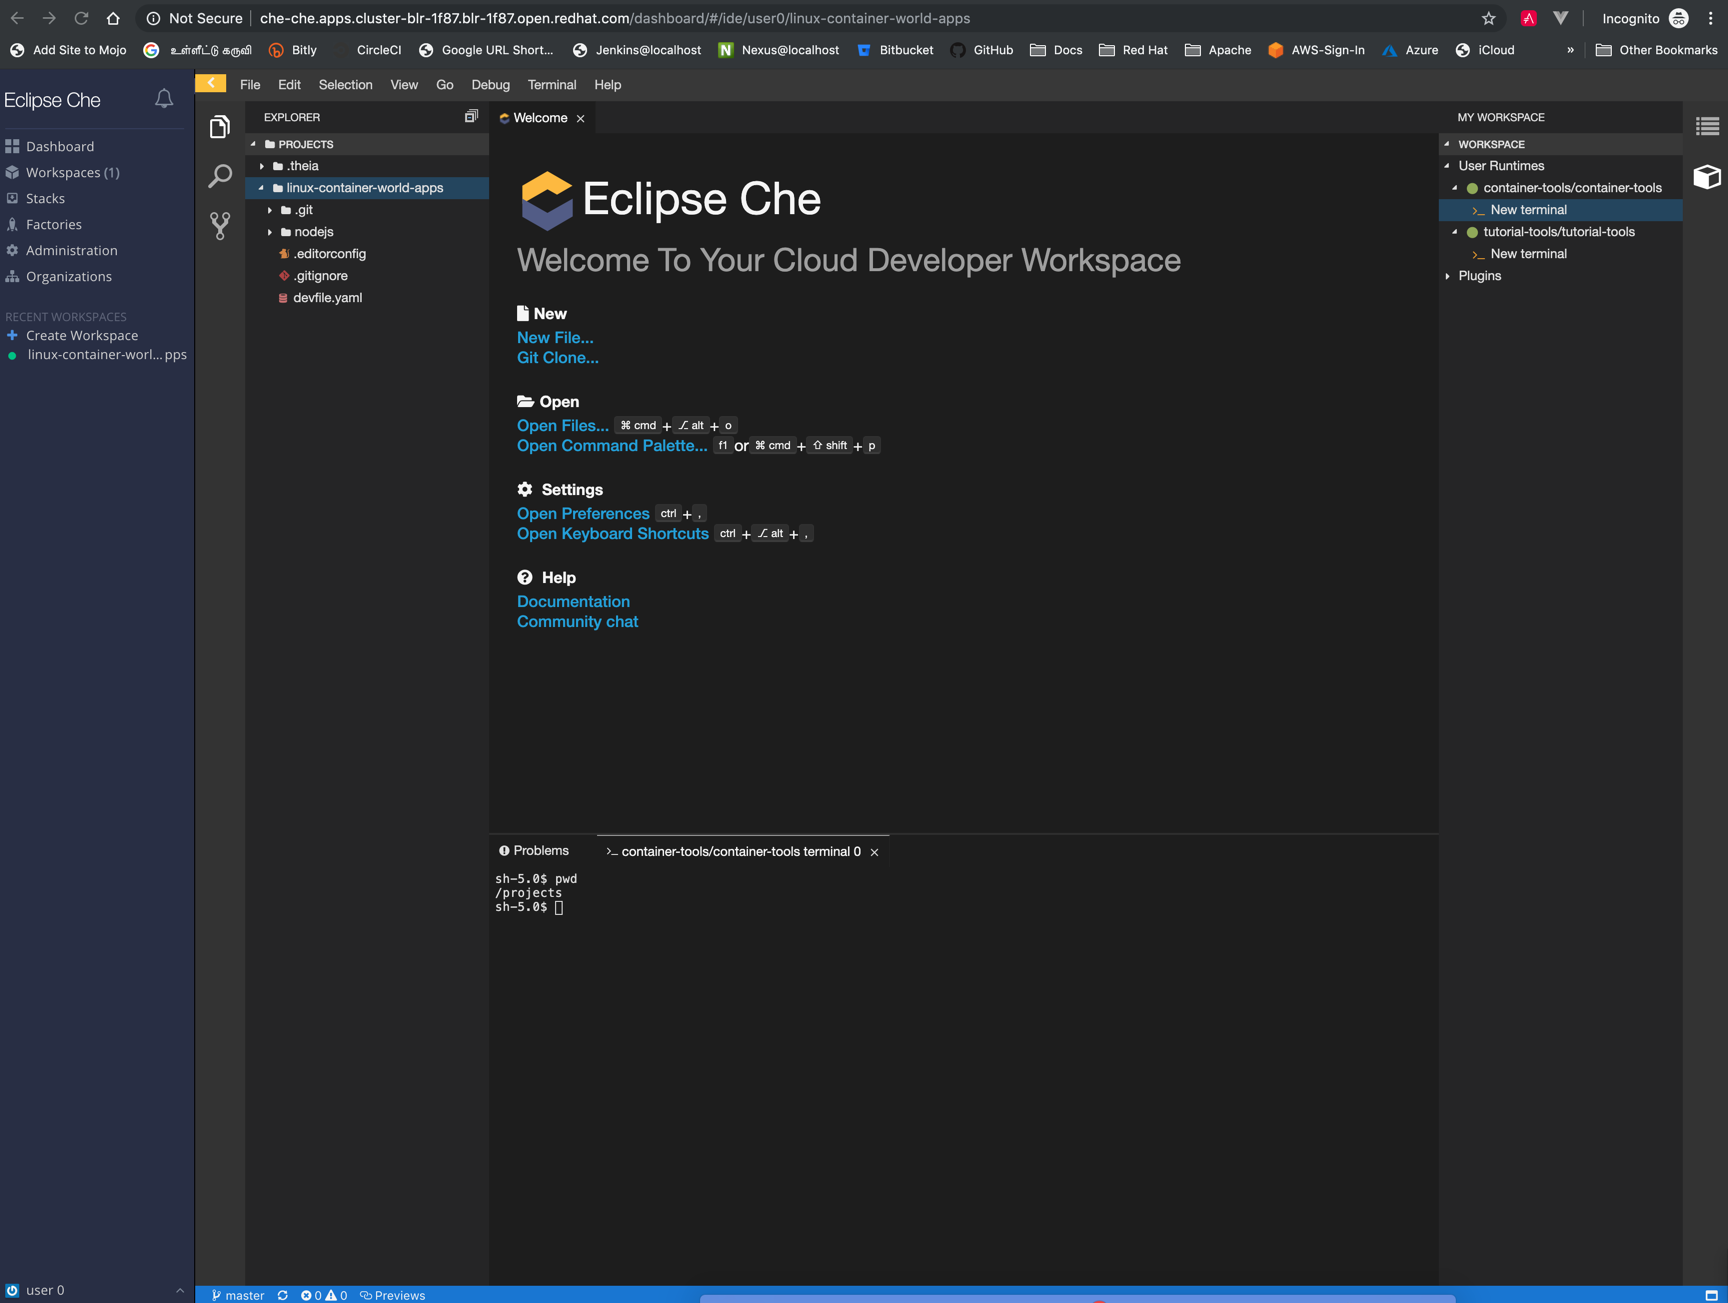 Not Secure | che-che.apps.cluster-blr-1f87.blr-1f87.open.redhat.com/dashboard/#/ide/user0/linux-container-world-apps
Incognito
Add Site to Mojo
உள்ளீட்டு கருவி
Bitly
CircleCI
Google URL Short...
Jenkins@localhost
Nexus@localhost
Bitbucket
GitHub
Docs
Red Hat
Apache
AWS-Sign-In
Azure
iCloud
»
Other Bookmarks
Eclipse Che
Dashboard
Workspaces (1)
Stacks
Factories
Administration
Organizations
RECENT WORKSPACES
Create Workspace
linux-container-worl... pps
user 0
File Edit Selection View Go Debug Terminal Help
EXPLORER
PROJECTS
.theia
linux-container-world-apps
.git
nodejs
.editorconfig
.gitignore
devfile.yaml
Welcome
Eclipse Che
Welcome To Your Cloud Developer Workspace
New
New File...
Git Clone...
Open
Open Files... ⌘ cmd + ⌥ alt + o
Open Command Palette... f1 or ⌘ cmd + ⇧ shift + p
Settings
Open Preferences ctrl + ,
Open Keyboard Shortcuts ctrl + ⌥ alt + ,
Help
Documentation
Community chat
Problems
>_ container-tools/container-tools terminal 0
sh-5.0$ pwd
/projects
sh-5.0$
MY WORKSPACE
WORKSPACE
User Runtimes
container-tools/container-tools
>_ New terminal
tutorial-tools/tutorial-tools
>_ New terminal
Plugins
master 0 0 Previews